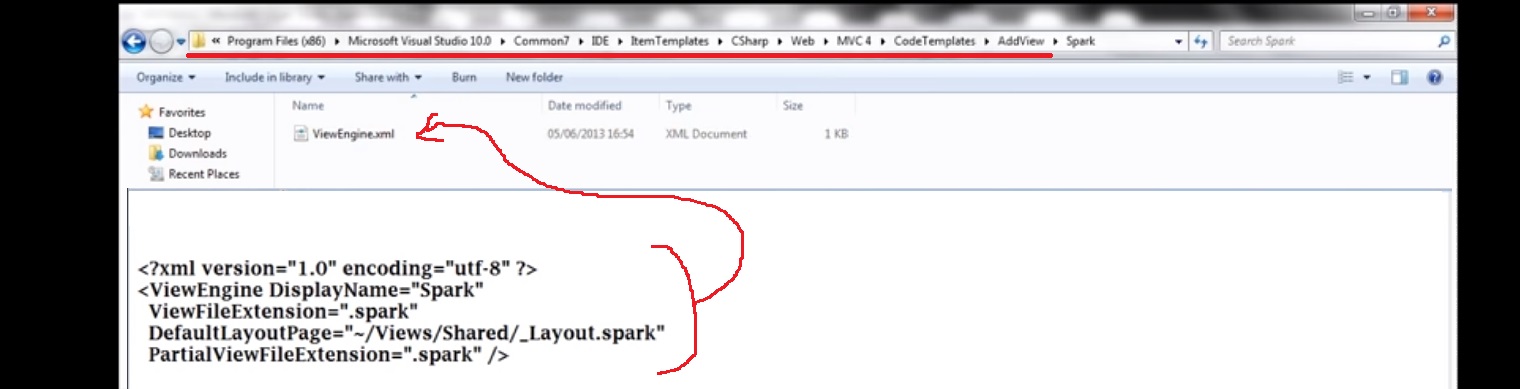 « Program Files (x86) Microsoft Visual Studio 10.0 Common7 IDE ItemTemplates CSharp Web MVC 4 CodeTemplates AddView Spark Search Spark
Organize Include in library Share with Burn New folder
Favorites
Desktop
Downloads
Recent Places
Name Date modified Type Size
ViewEngine.xml 05/06/2013 16:54 XML Document 1 KB
<?xml version="1.0" encoding="utf-8" ?>
<ViewEngine DisplayName="Spark"
ViewFileExtension=".spark"
DefaultLayoutPage="~/Views/Shared/_Layout.spark"
PartialViewFileExtension=".spark" />